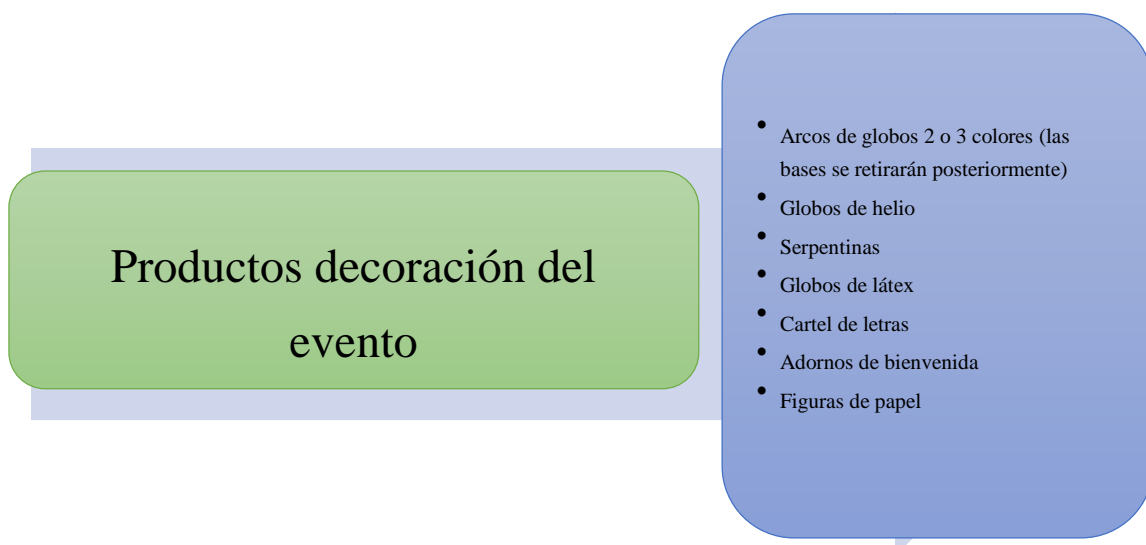 Productos decoración del
evento
• Arcos de globos 2 o 3 colores (las
bases se retirarán posteriormente)
• Globos de helio
• Serpentinas
• Globos de látex
• Cartel de letras
• Adornos de bienvenida
• Figuras de papel